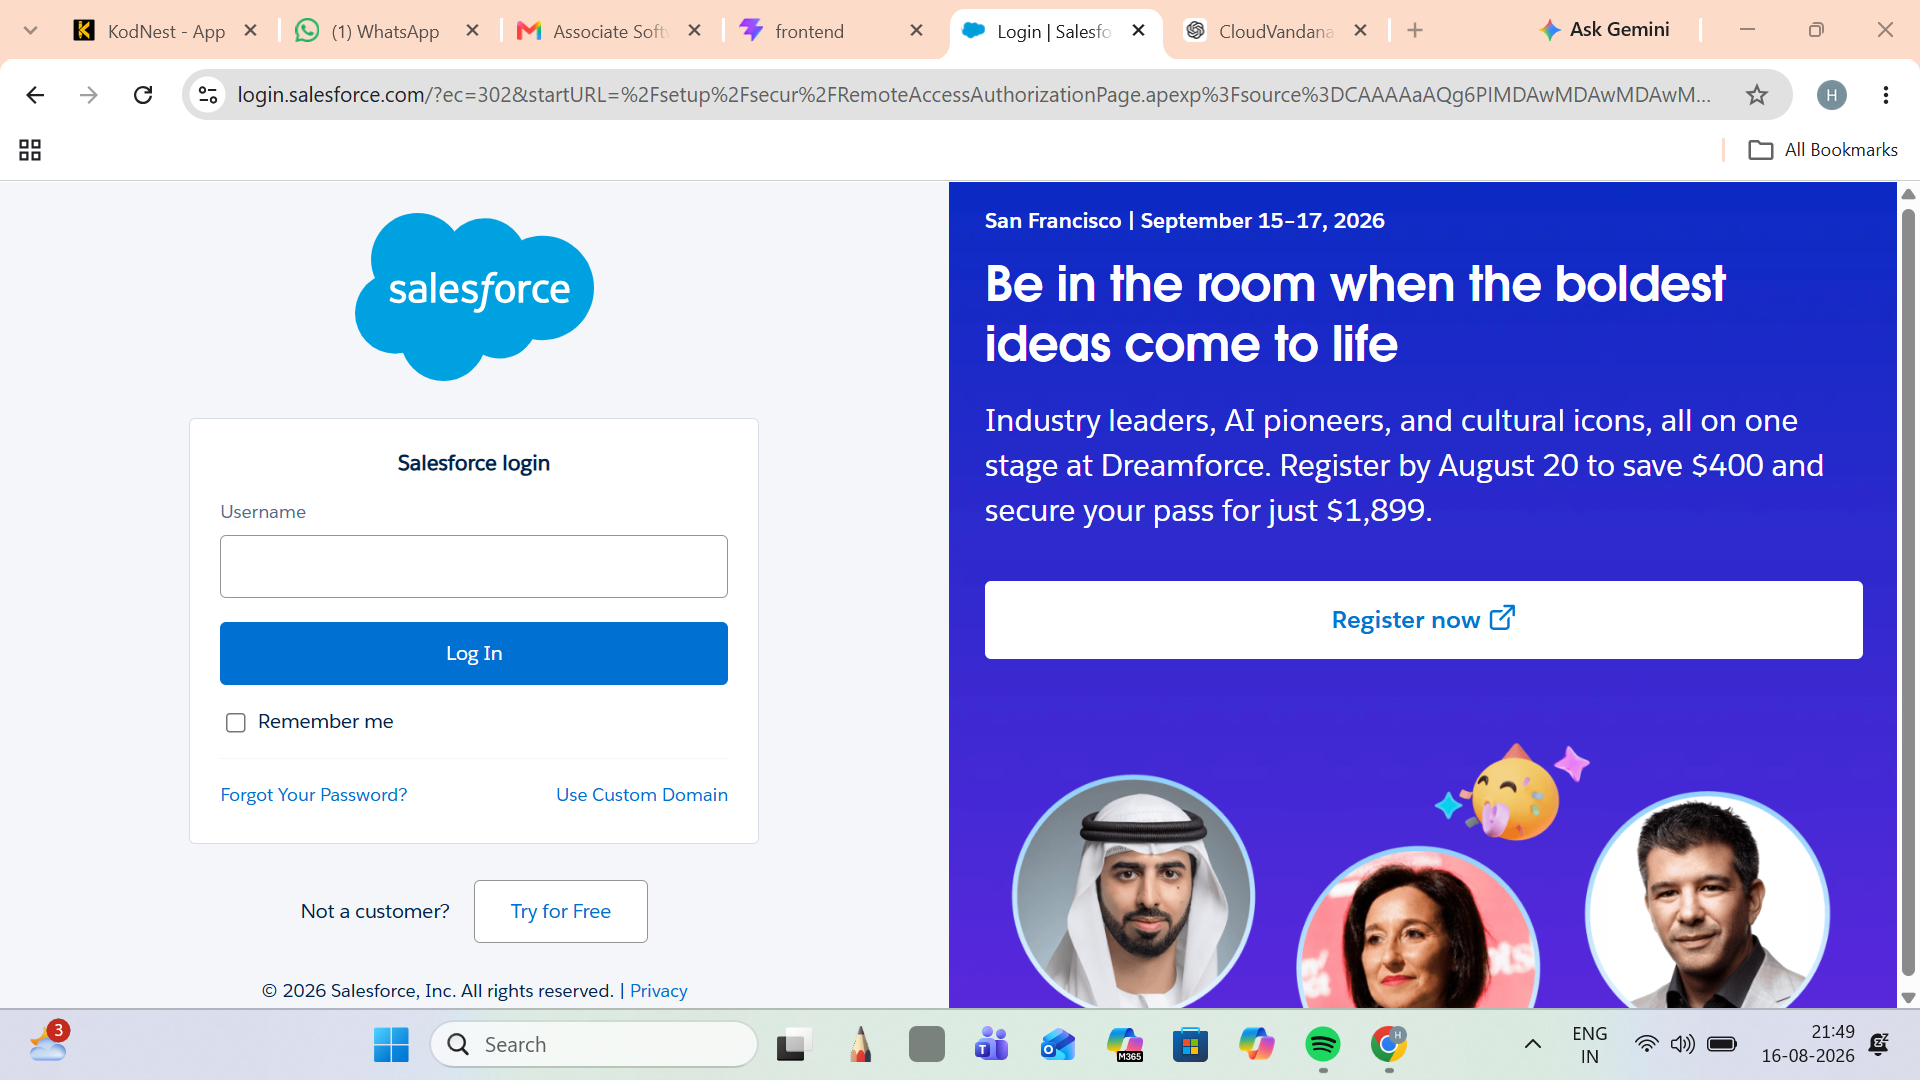 KodNest - App
(1) WhatsApp
Associate Softw
frontend
Login | Salesfo
CloudVandana
Ask Gemini
login.salesforce.com/?ec=302&startURL=%2Fsetup%2Fsecur%2FRemoteAccessAuthorizationPage.apexp%3Fsource%3DCAAAAaAQg6PIMDAwMDAwMDAwM...
H
All Bookmarks
salesforce
Salesforce login
Username
Log In
Remember me
Forgot Your Password?
Use Custom Domain
Not a customer?
Try for Free
© 2026 Salesforce, Inc. All rights reserved. | Privacy
San Francisco | September 15–17, 2026
Be in the room when the boldest
ideas come to life
Industry leaders, AI pioneers, and cultural icons, all on one
stage at Dreamforce. Register by August 20 to save $400 and
secure your pass for just $1,899.
Register now
3
Search
M365
H
ENG
IN
21:49
16-08-2026